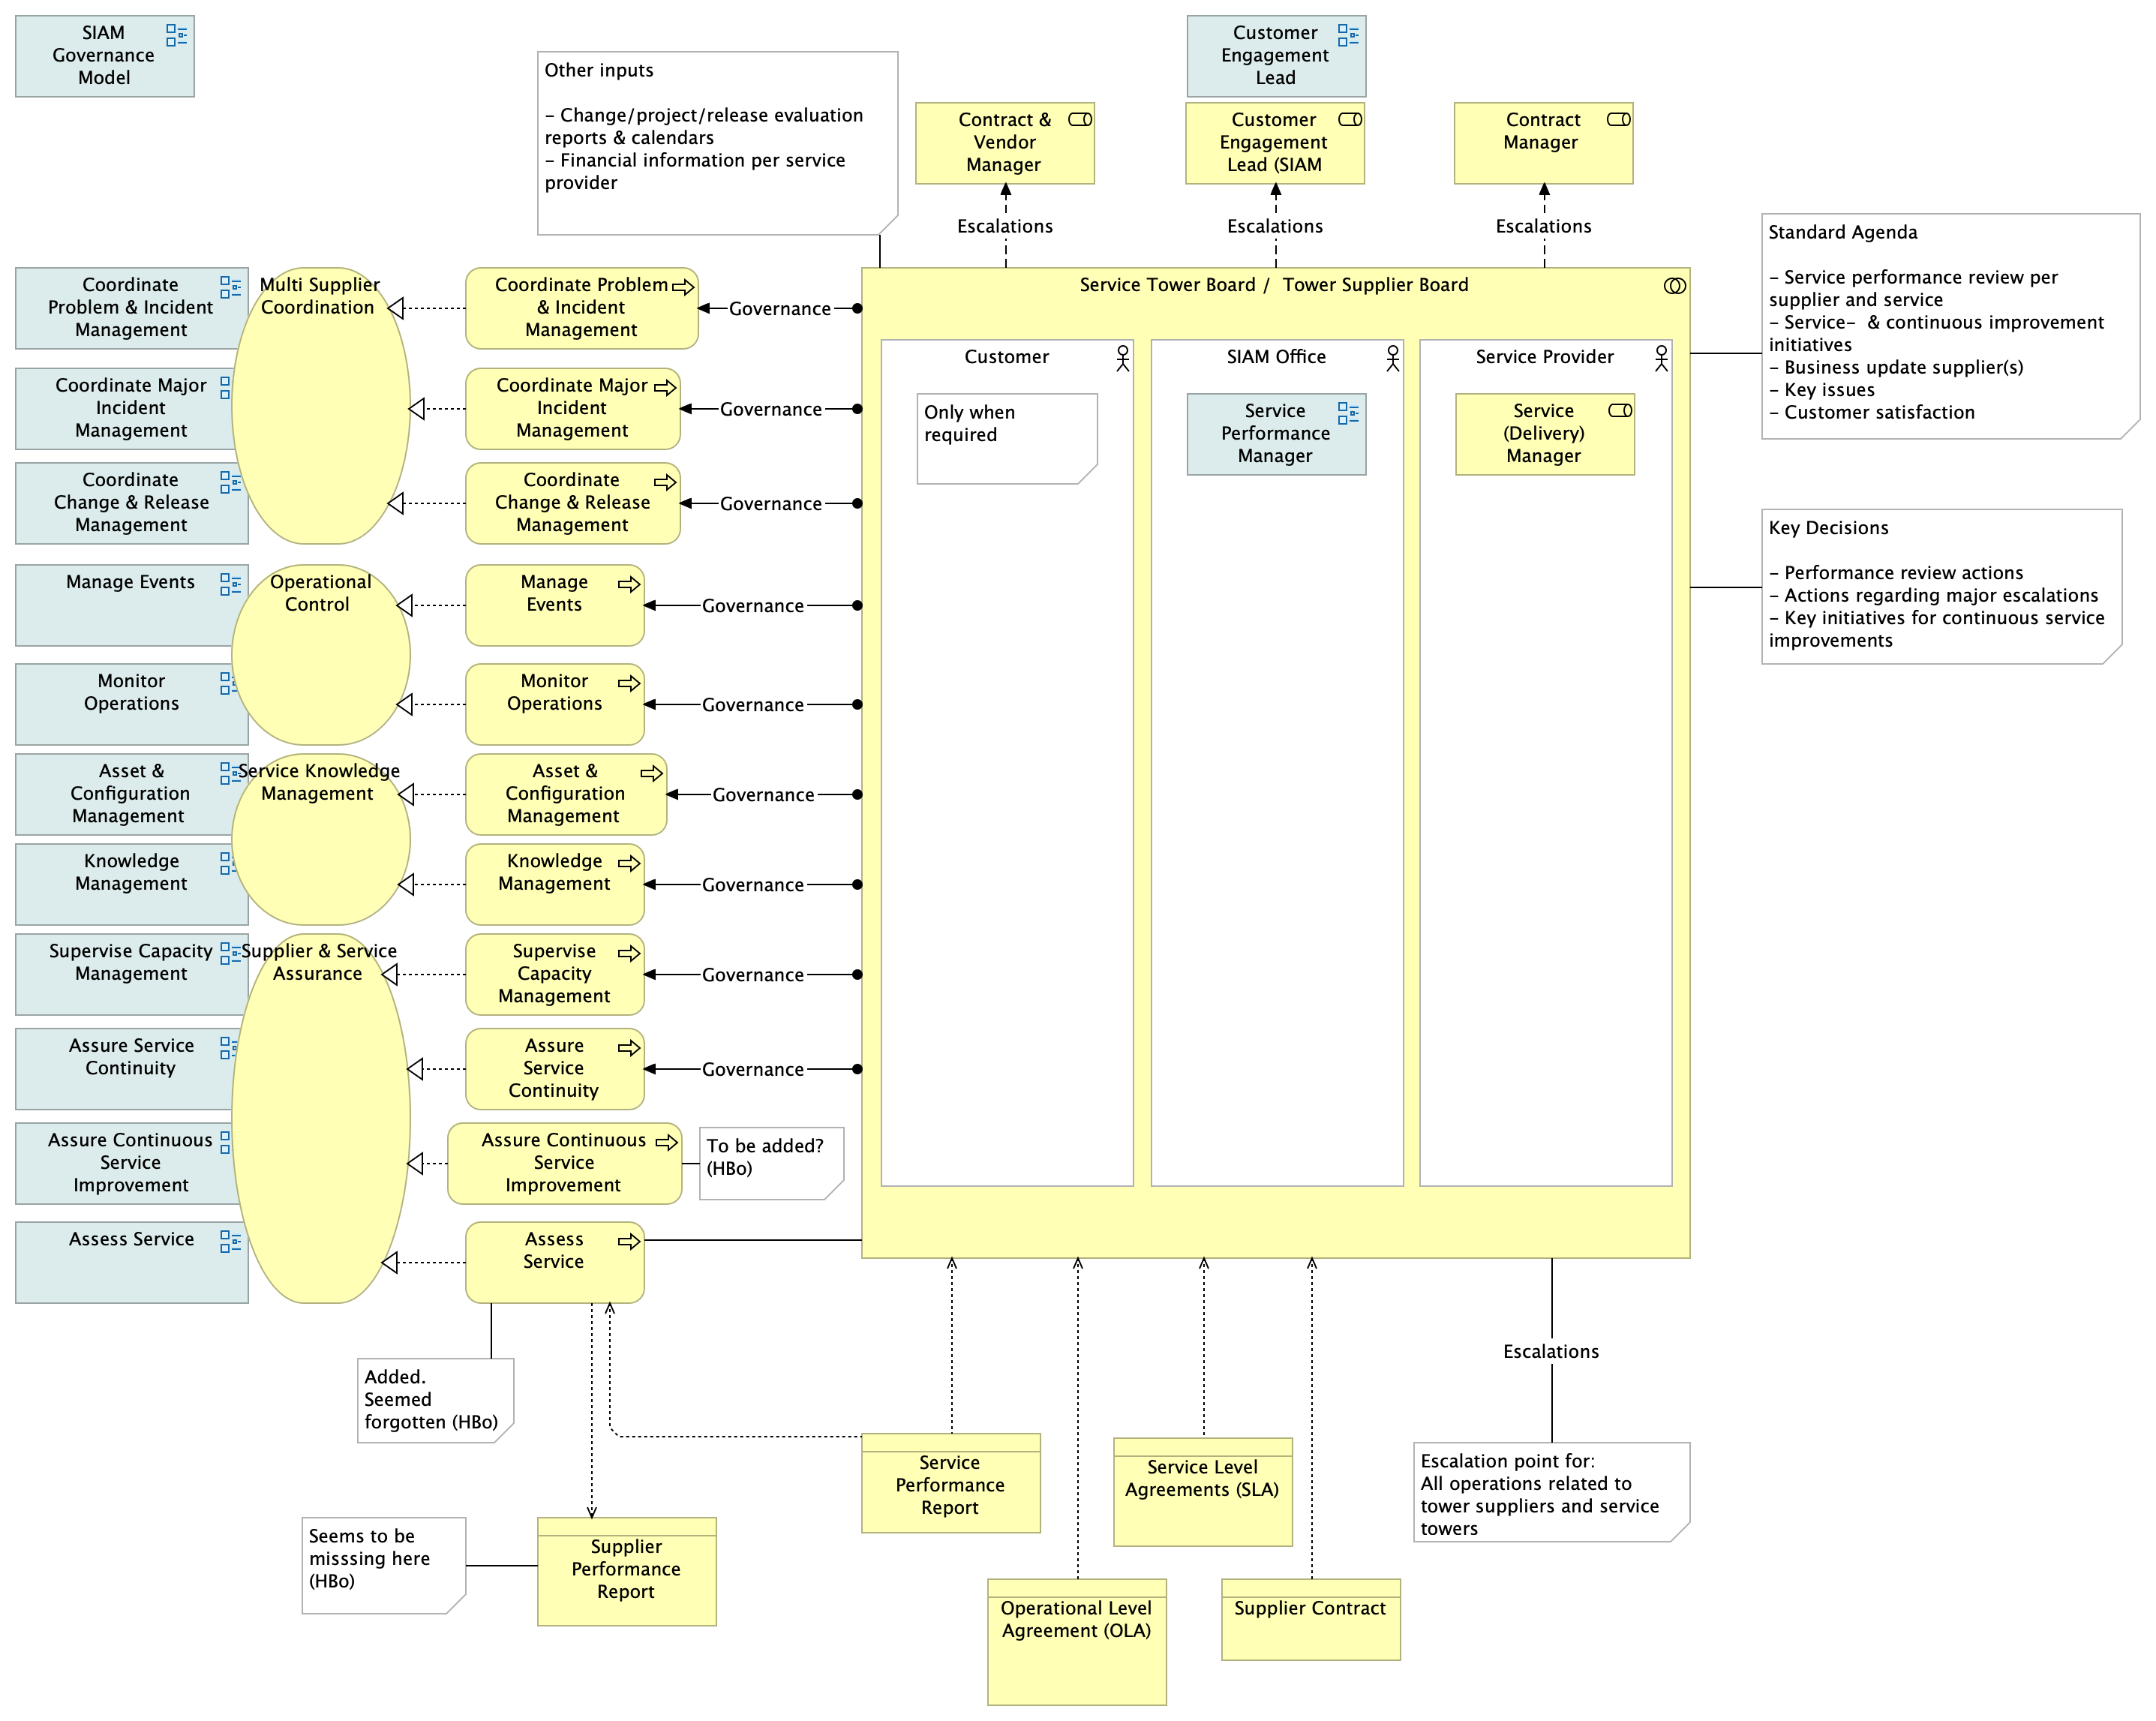 SIAM
Governance
Model
Customer
Engagement
Lead
Other inputs
- Change/project/release evaluation
reports & calendars
- Financial information per service
provider
Contract &
Vendor
Manager
Customer
Engagement
Lead (SIAM
Contract
Manager
Escalations
Escalations
Escalations
Standard Agenda
- Service performance review per
supplier and service
- Service-  & continuous improvement
initiatives
- Business update supplier(s)
- Key issues
- Customer satisfaction
Key Decisions
- Performance review actions
- Actions regarding major escalations
- Key initiatives for continuous service
improvements
Service Tower Board /  Tower Supplier Board
Customer
Only when
required
SIAM Office
Service
Performance
Manager
Service Provider
Service
(Delivery)
Manager
Coordinate
Problem & Incident
Management
Multi Supplier
Coordination
Coordinate Problem
& Incident
Management
Governance
Coordinate Major
Incident
Management
Coordinate Major
Incident
Management
Governance
Coordinate
Change & Release
Management
Coordinate
Change & Release
Management
Governance
Manage Events
Operational
Control
Manage
Events
Governance
Monitor
Operations
Monitor
Operations
Governance
Asset &
Configuration
Management
Service Knowledge
Management
Asset &
Configuration
Management
Governance
Knowledge
Management
Knowledge
Management
Governance
Supervise Capacity
Management
Supplier & Service
Assurance
Supervise
Capacity
Management
Governance
Assure Service
Continuity
Assure
Service
Continuity
Governance
Assure Continuous
Service
Improvement
Assure Continuous
Service
Improvement
To be added?
(HBo)
Assess Service
Assess
Service
Added.
Seemed
forgotten (HBo)
Escalations
Service
Performance
Report
Service Level
Agreements (SLA)
Escalation point for:
All operations related to
tower suppliers and service
towers
Seems to be
misssing here
(HBo)
Supplier
Performance
Report
Operational Level
Agreement (OLA)
Supplier Contract